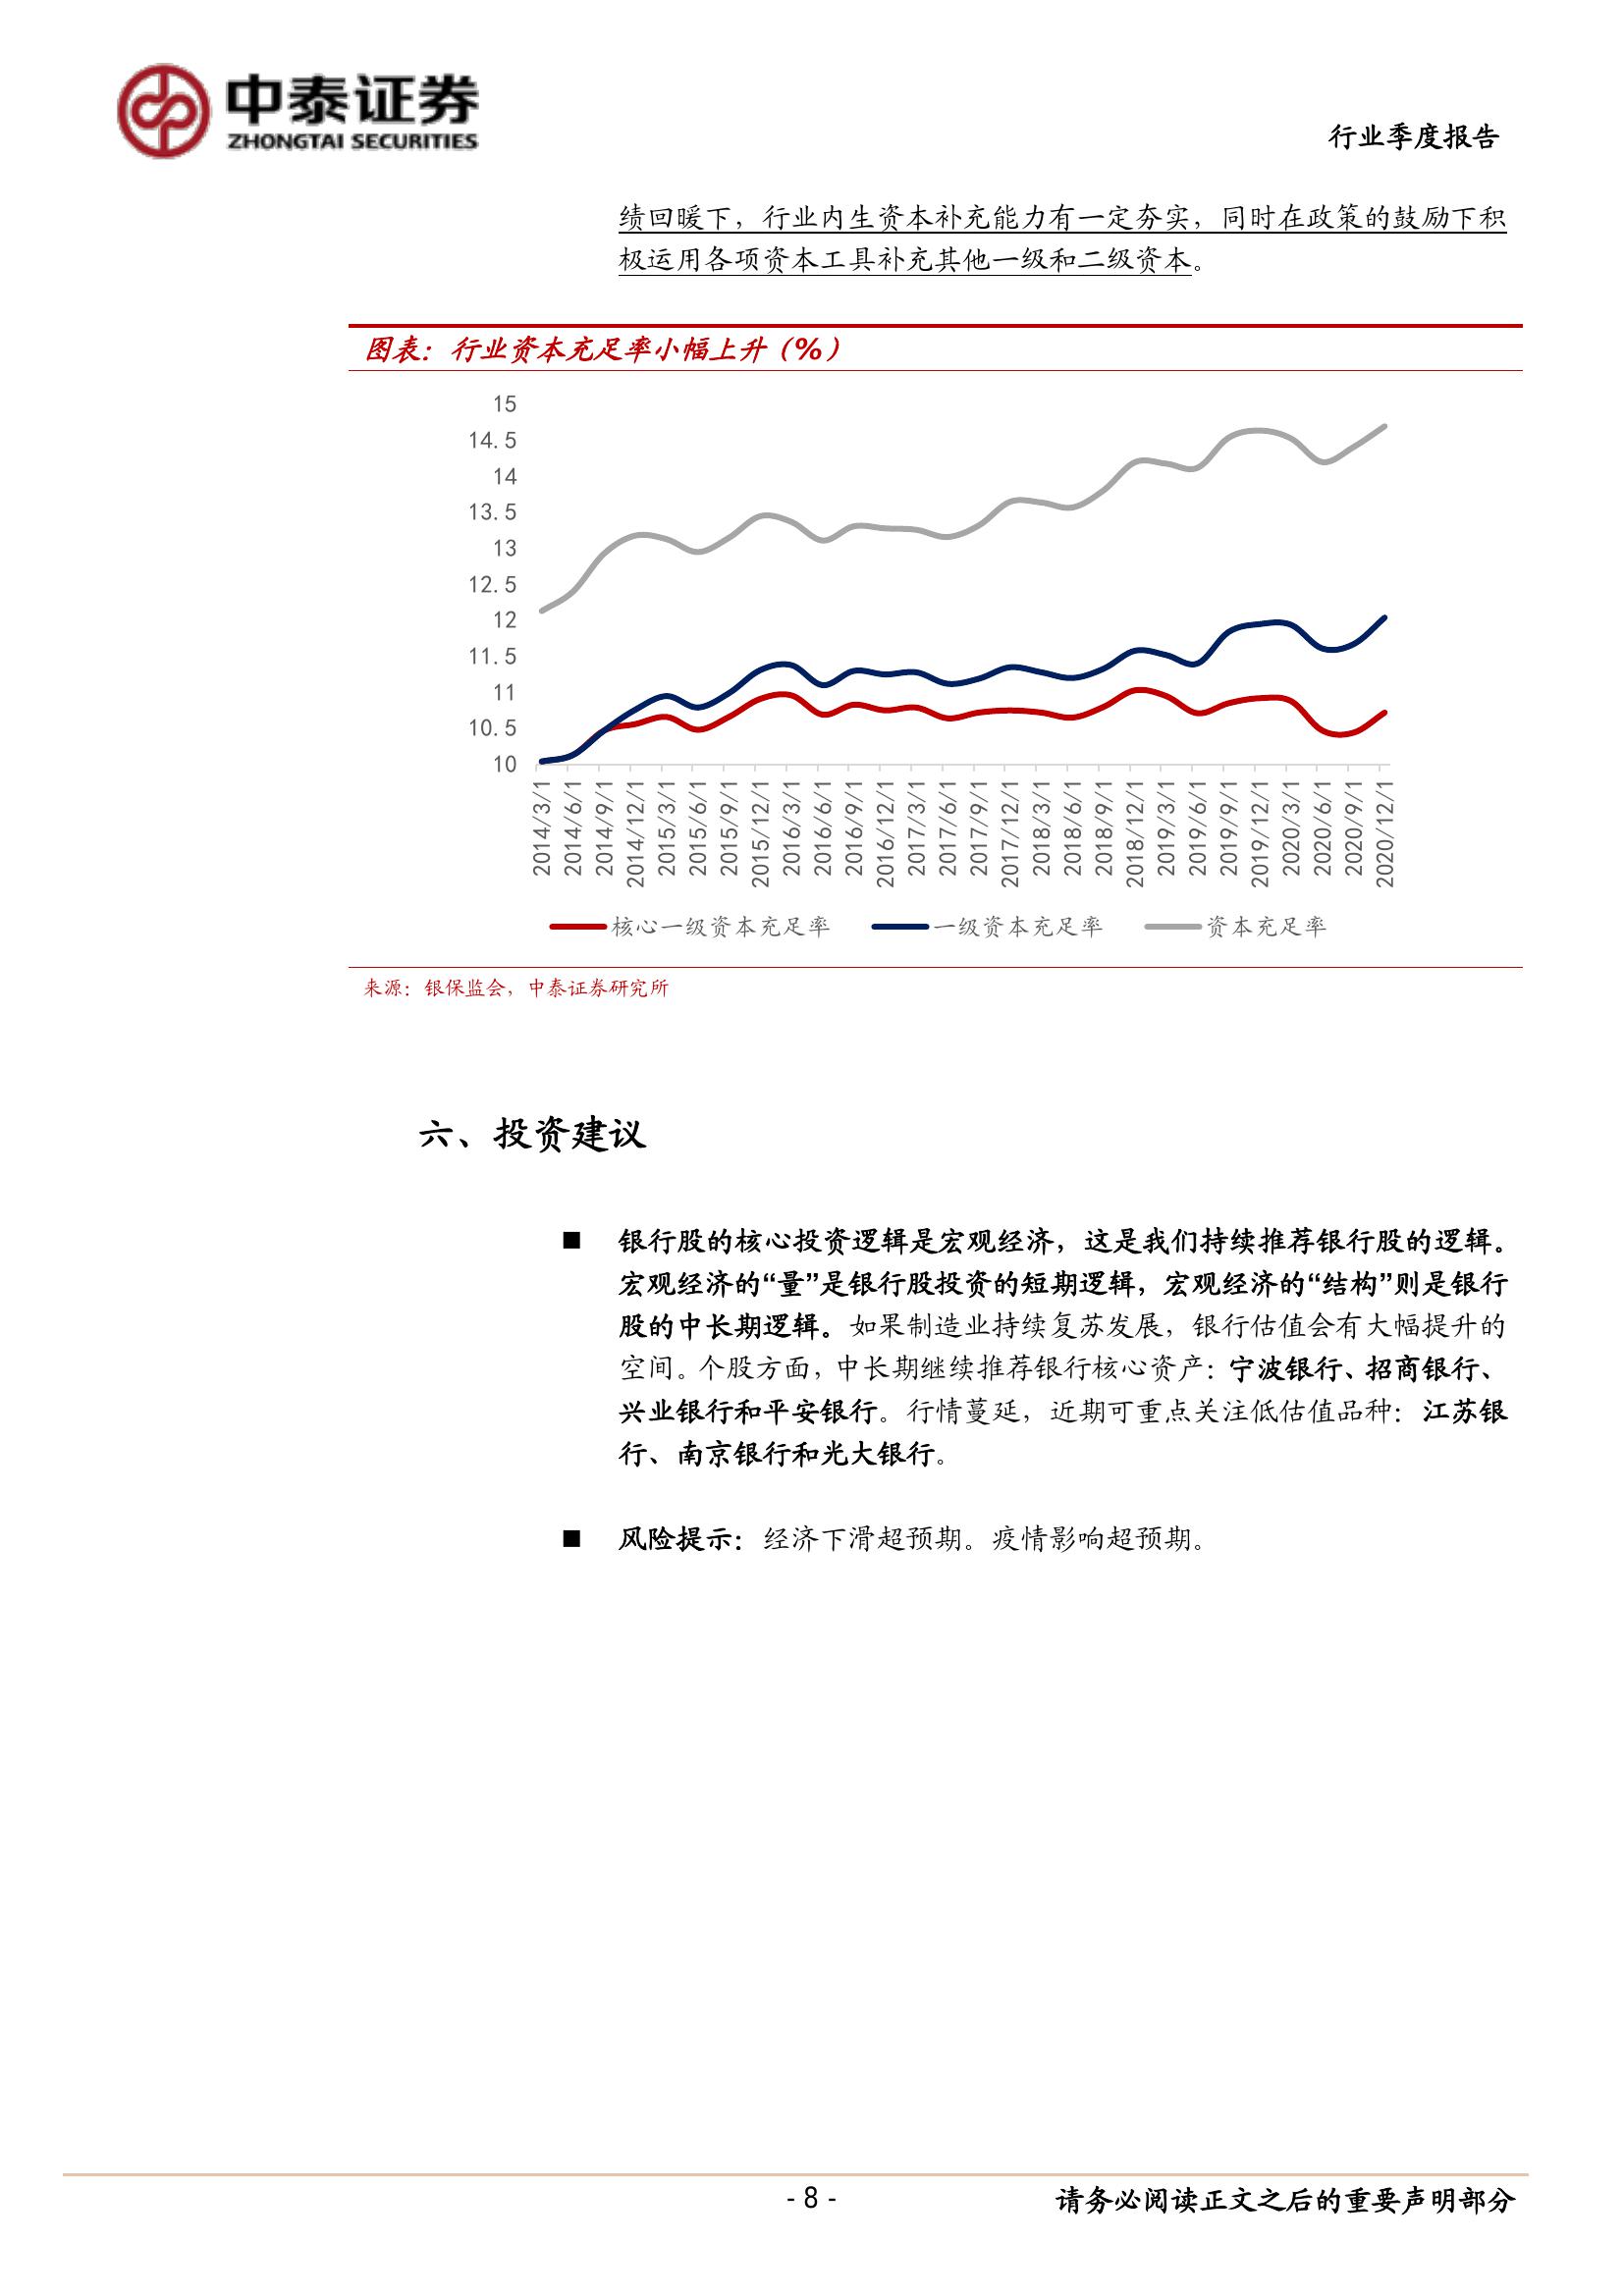 中泰证券
ZHONGTAI SECURITIES
行业季度报告
绩回暖下，行业内生资本补充能力有一定夯实，同时在政策的鼓励下积
极运用各项资本工具补充其他一级和二级资本。
图表：行业资本充足率小幅上升（%）
15
14.5
14
13.5
13
12.5
12
11.5
11
10.5
10
2014/3/1
2014/6/1
2014/9/1
2014/12/1
2015/3/1
2015/6/1
2015/9/1
2015/12/1
2016/3/1
2016/6/1
2016/9/1
2016/12/1
2017/3/1
2017/6/1
2017/9/1
2017/12/1
2018/3/1
2018/6/1
2018/9/1
2018/12/1
2019/3/1
2019/6/1
2019/9/1
2019/12/1
2020/3/1
2020/6/1
2020/9/1
2020/12/1
核心一级资本充足率 一级资本充足率 资本充足率
来源：银保监会，中泰证券研究所
六、投资建议
■ 银行股的核心投资逻辑是宏观经济，这是我们持续推荐银行股的逻辑。
宏观经济的“量”是银行股投资的短期逻辑，宏观经济的“结构”则是银行
股的中长期逻辑。如果制造业持续复苏发展，银行估值会有大幅提升的
空间。个股方面，中长期继续推荐银行核心资产：宁波银行、招商银行、
兴业银行和平安银行。行情蔓延，近期可重点关注低估值品种：江苏银
行、南京银行和光大银行。
■ 风险提示：经济下滑超预期。疫情影响超预期。
- 8 -
请务必阅读正文之后的重要声明部分